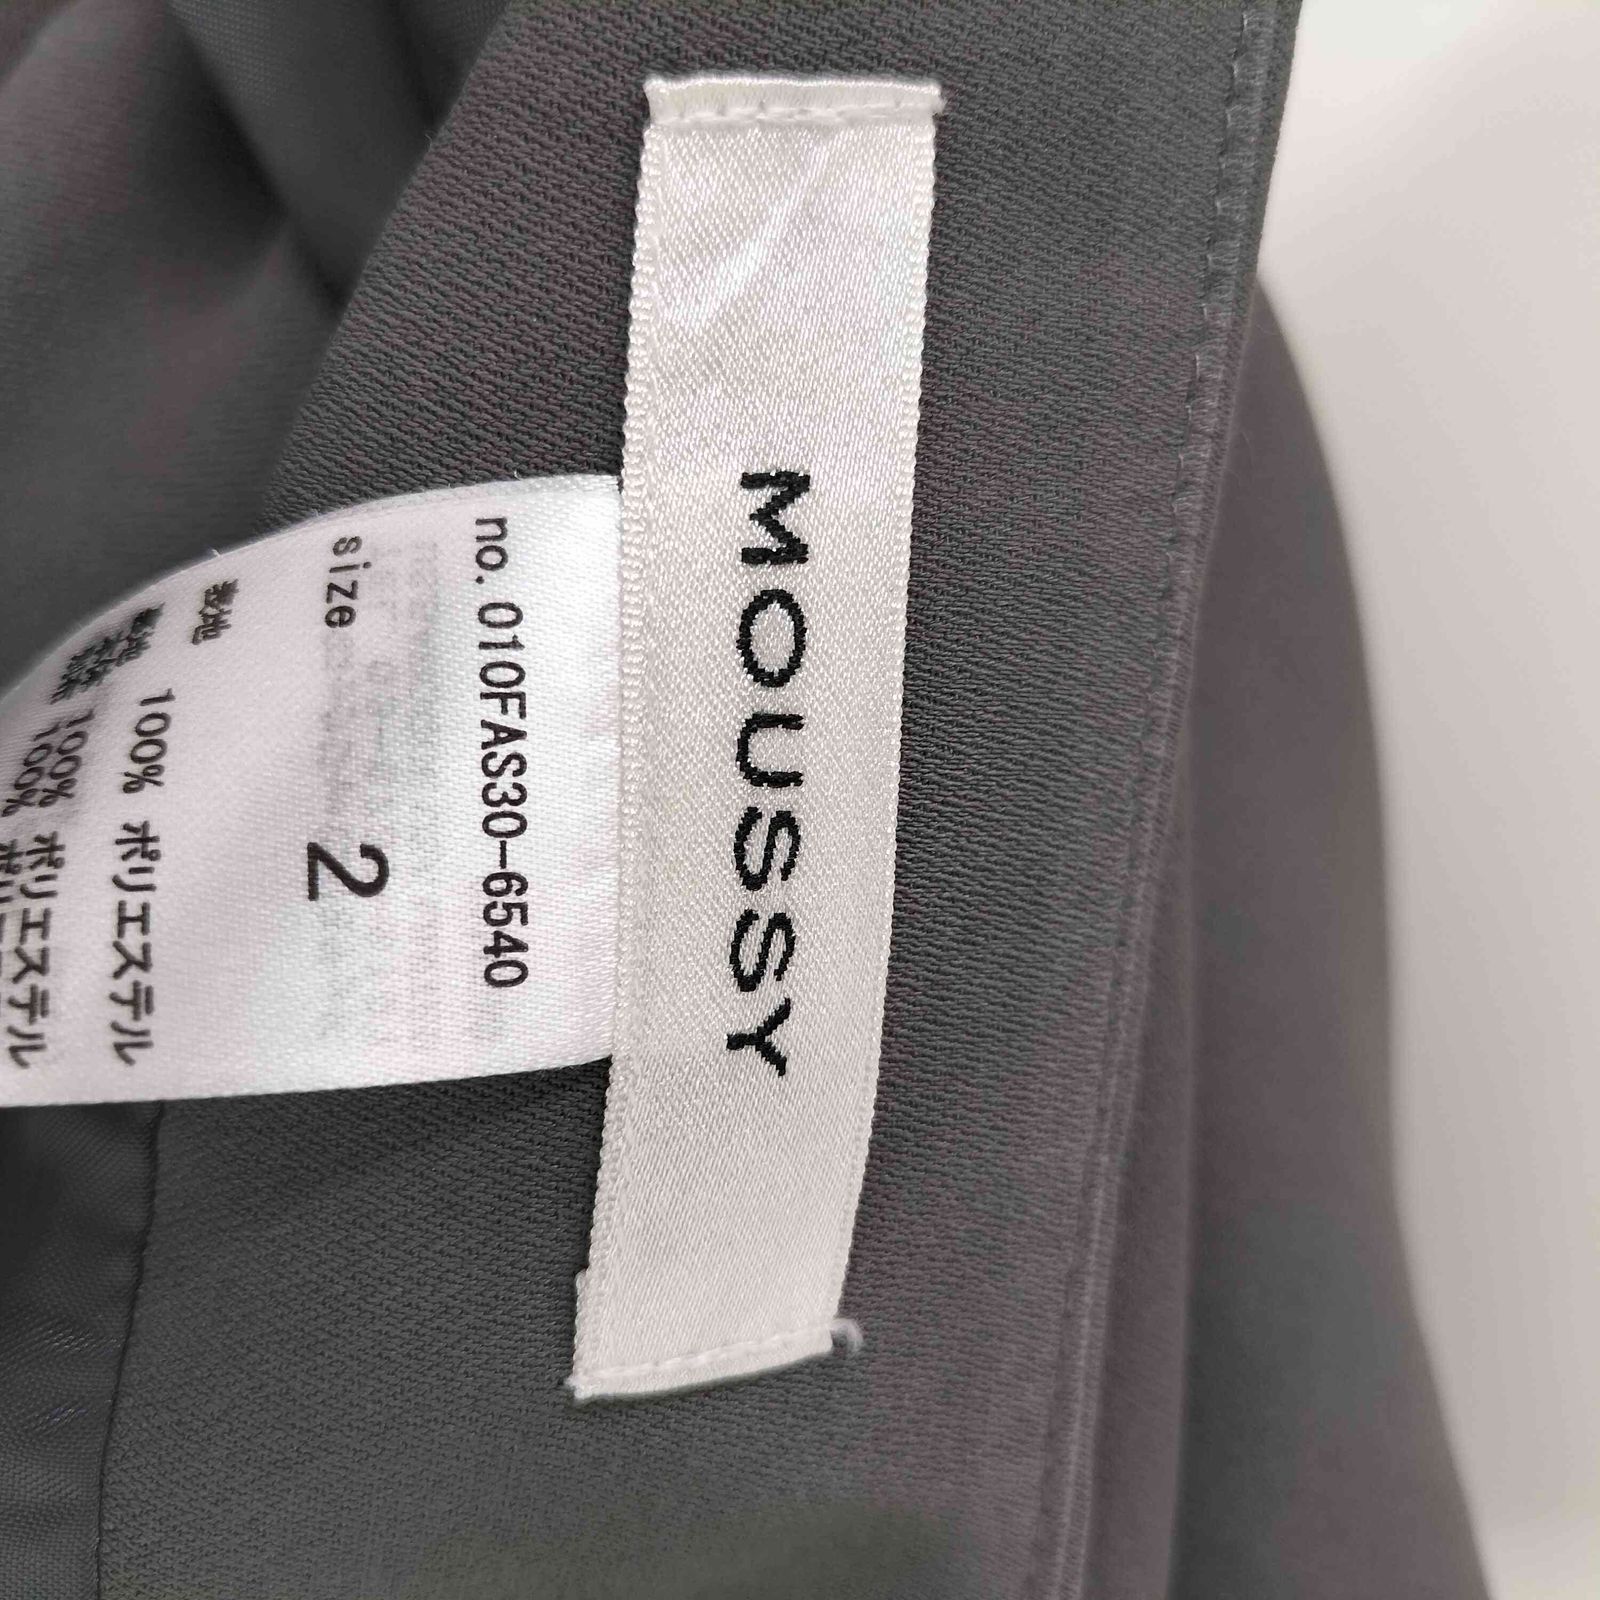 MOUSSY
no. 010FAS30-6540
size 2
表地
100% ポリエステル
100% ポリエステル
100%